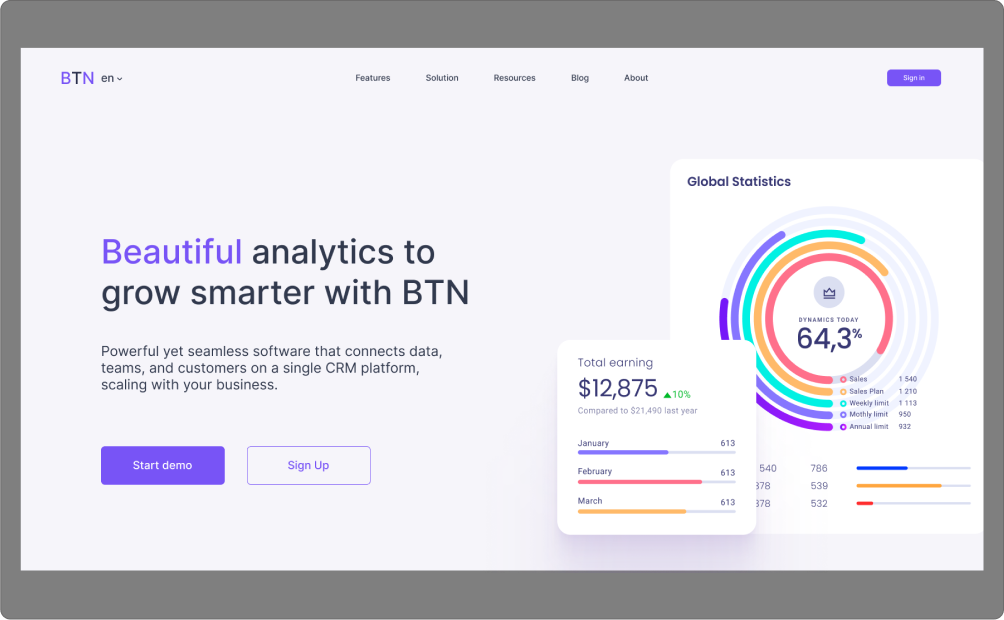 BTN en
Features Solution Resources Blog About
Sign in
Beautiful analytics to
grow smarter with BTN
Powerful yet seamless software that connects data,
teams, and customers on a single CRM platform,
scaling with your business.
Start demo
Sign Up
Global Statistics
DYNAMICS TODAY
64,3%
Sales 1 540
Sales Plan 1 210
Weekly limit 1 113
Mothly limit 950
Annual limit 932
Total earning
$12,875 10%
Compared to $21,490 last year
January 613
February 613
March 613
540 786
378 539
378 532